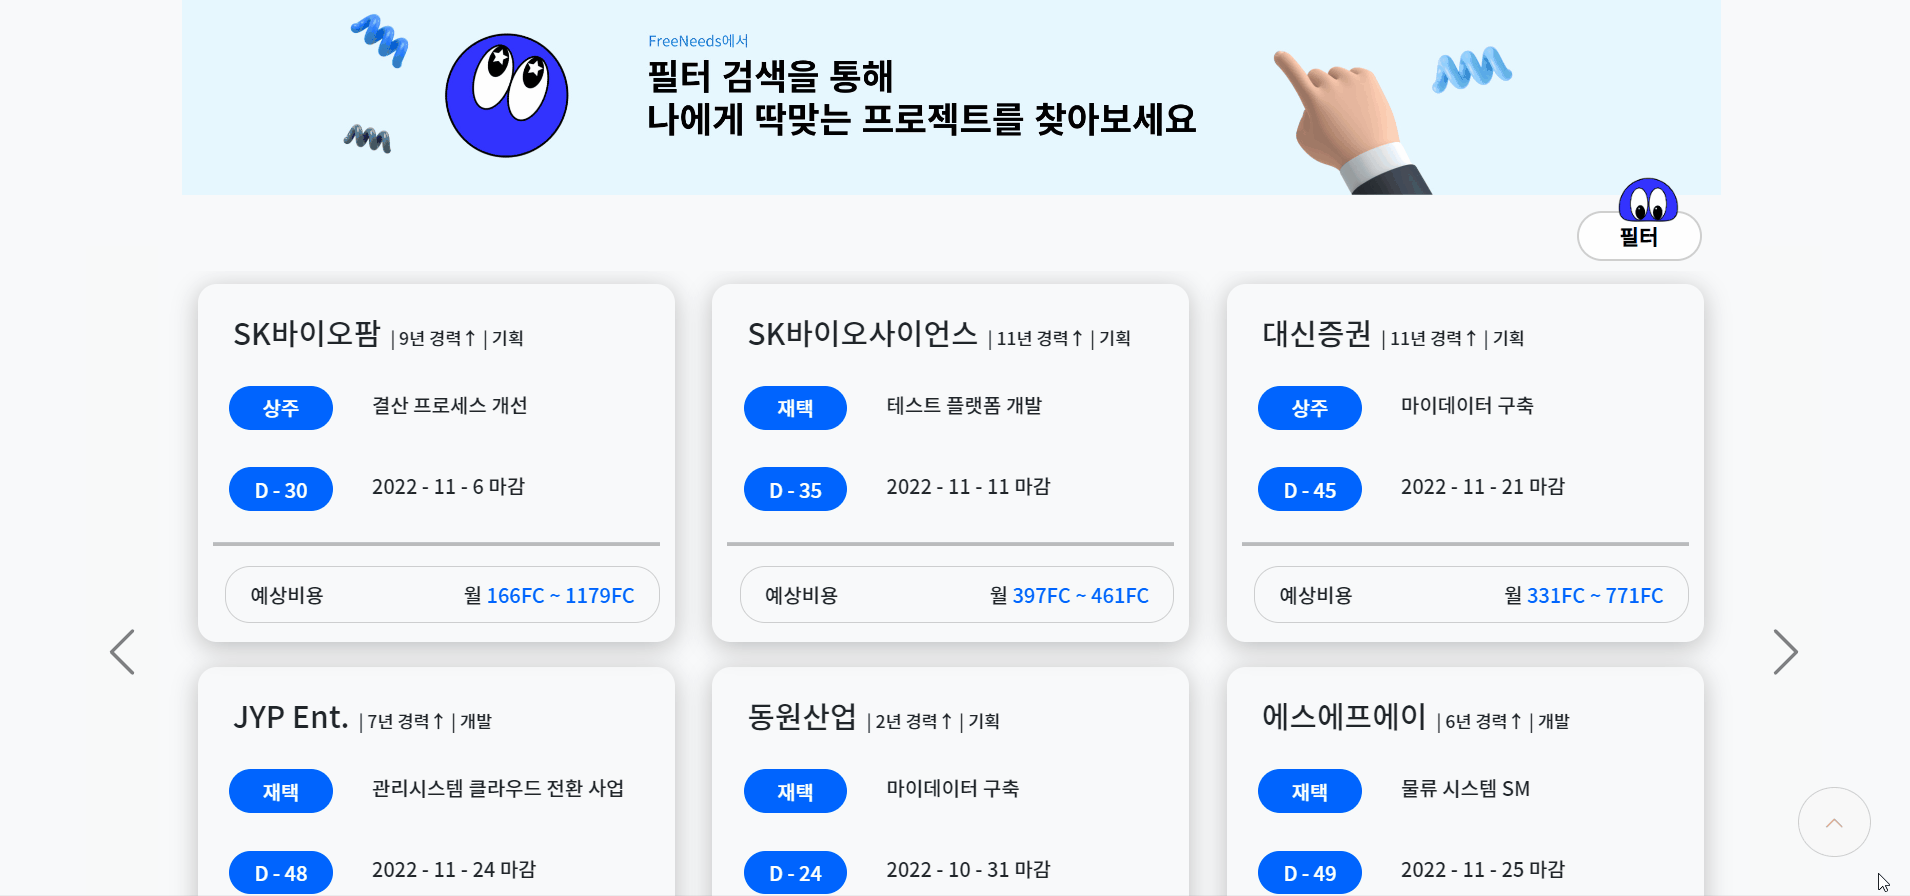 FreeNeeds에서
필터 검색을 통해
나에게 딱맞는 프로젝트를 찾아보세요
필터
SK바이오팜 | 9년 경력↑ | 기획
상주 결산 프로세스 개선
D - 30 2022 - 11 - 6 마감
예상비용 월 166FC ~ 1179FC
SK바이오사이언스 | 11년 경력↑ | 기획
재택 테스트 플랫폼 개발
D - 35 2022 - 11 - 11 마감
예상비용 월 397FC ~ 461FC
대신증권 | 11년 경력↑ | 기획
상주 마이데이터 구축
D - 45 2022 - 11 - 21 마감
예상비용 월 331FC ~ 771FC
JYP Ent. | 7년 경력↑ | 개발
재택 관리시스템 클라우드 전환 사업
D - 48 2022 - 11 - 24 마감
동원산업 | 2년 경력↑ | 기획
재택 마이데이터 구축
D - 24 2022 - 10 - 31 마감
에스에프에이 | 6년 경력↑ | 개발
재택 물류 시스템 SM
D - 49 2022 - 11 - 25 마감